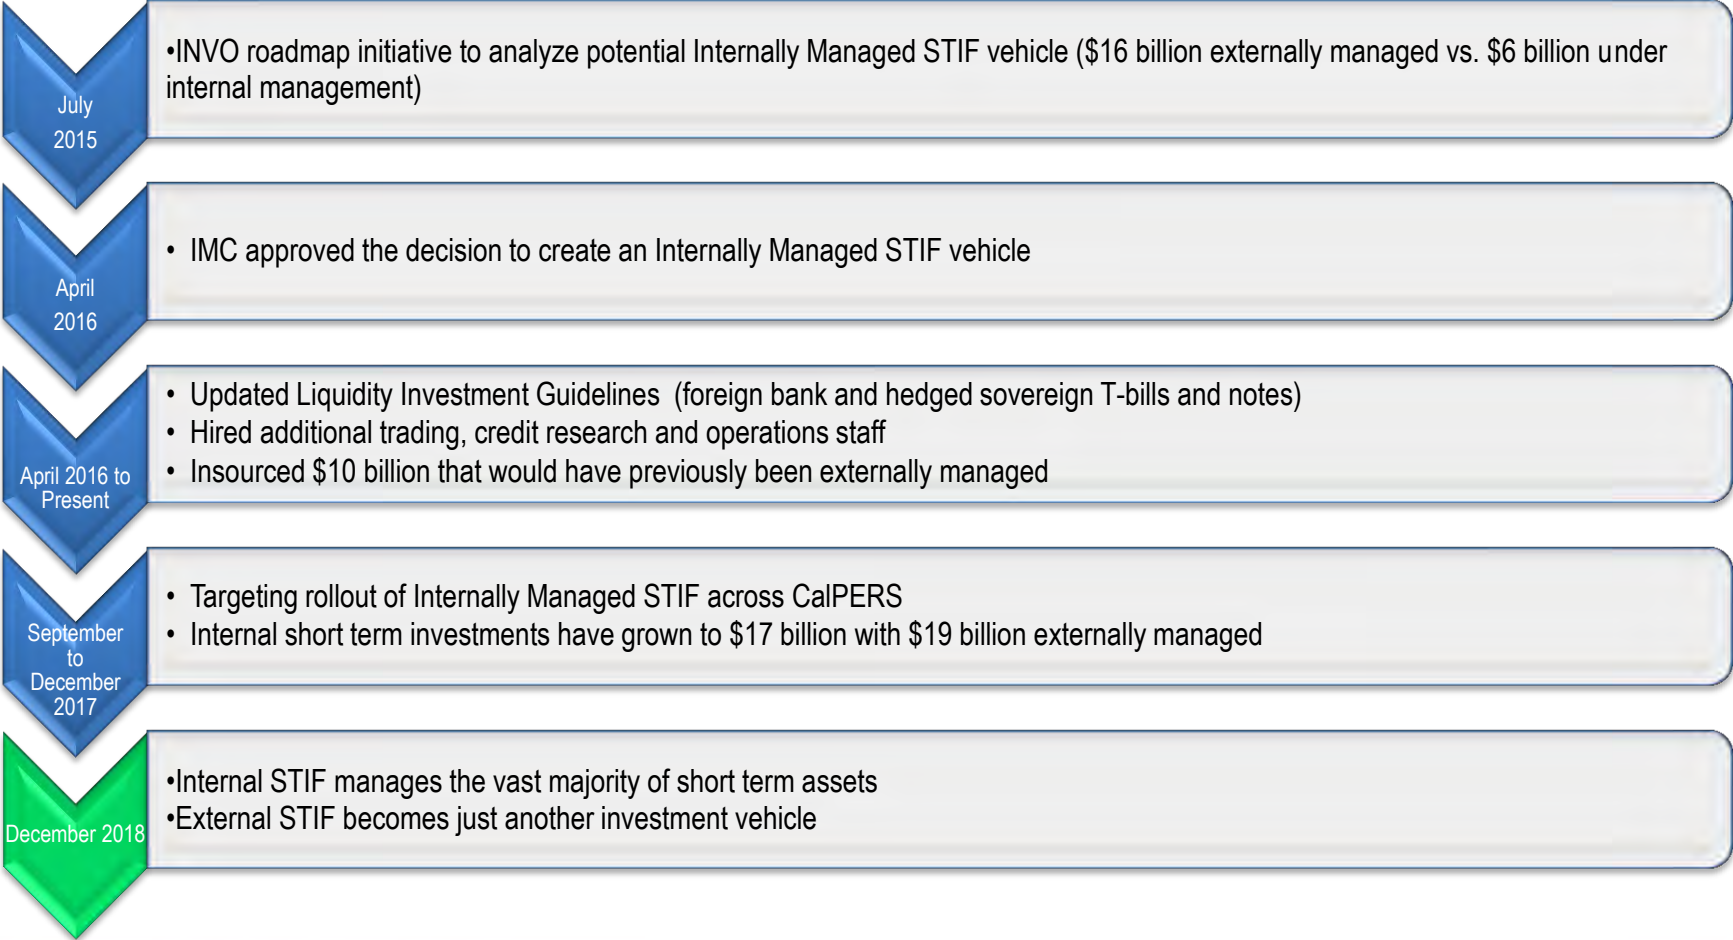 July
2015
•INVO roadmap initiative to analyze potential Internally Managed STIF vehicle ($16 billion externally managed vs. $6 billion under
internal management)
April
2016
• IMC approved the decision to create an Internally Managed STIF vehicle
April 2016 to
Present
• Updated Liquidity Investment Guidelines (foreign bank and hedged sovereign T-bills and notes)
• Hired additional trading, credit research and operations staff
• Insourced $10 billion that would have previously been externally managed
September
to
December
2017
• Targeting rollout of Internally Managed STIF across CalPERS
• Internal short term investments have grown to $17 billion with $19 billion externally managed
December 2018
•Internal STIF manages the vast majority of short term assets
•External STIF becomes just another investment vehicle